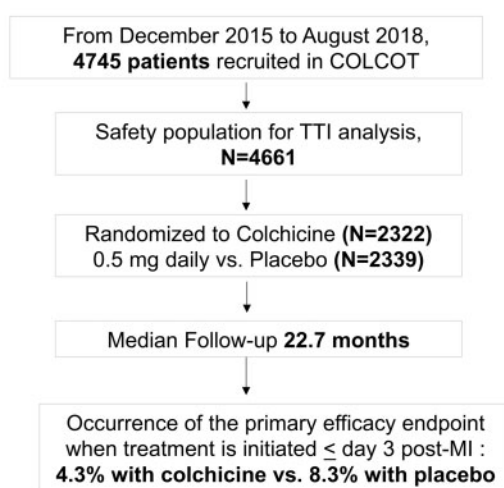 From December 2015 to August 2018,
4745 patients recruited in COLCOT
Safety population for TTI analysis,
N=4661
Randomized to Colchicine (N=2322)
0.5 mg daily vs. Placebo (N=2339)
Median Follow-up 22.7 months
Occurrence of the primary efficacy endpoint
when treatment is initiated ≤ day 3 post-MI :
4.3% with colchicine vs. 8.3% with placebo